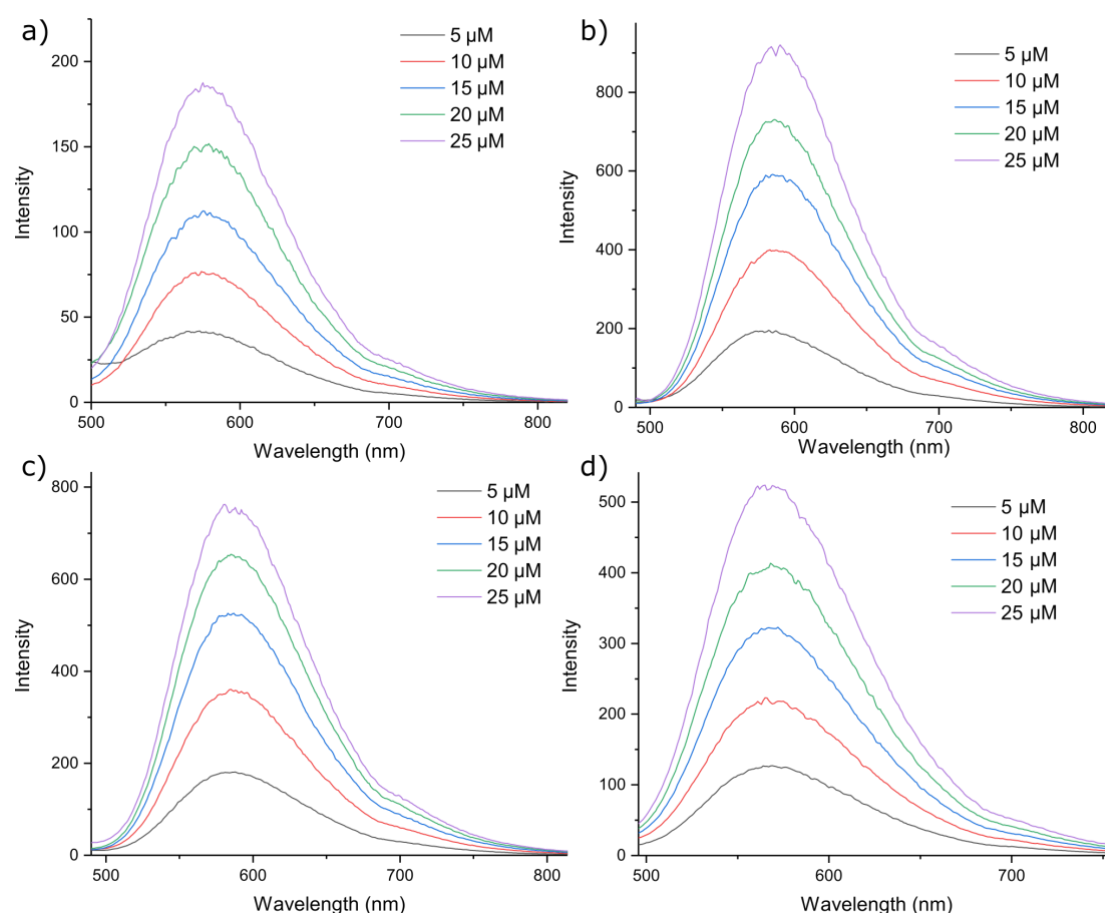 a)
5 µM
10 µM
15 µM
20 µM
25 µM
Intensity
200
150
100
50
0
500 600 700 800
Wavelength (nm)
b)
5 µM
10 µM
15 µM
20 µM
25 µM
Intensity
800
600
400
200
0
500 600 700 800
Wavelength (nm)
c)
5 µM
10 µM
15 µM
20 µM
25 µM
Intensity
800
600
400
200
0
500 600 700 800
Wavelength (nm)
d)
5 µM
10 µM
15 µM
20 µM
25 µM
Intensity
500
400
300
200
100
0
500 600 700
Wavelength (nm)